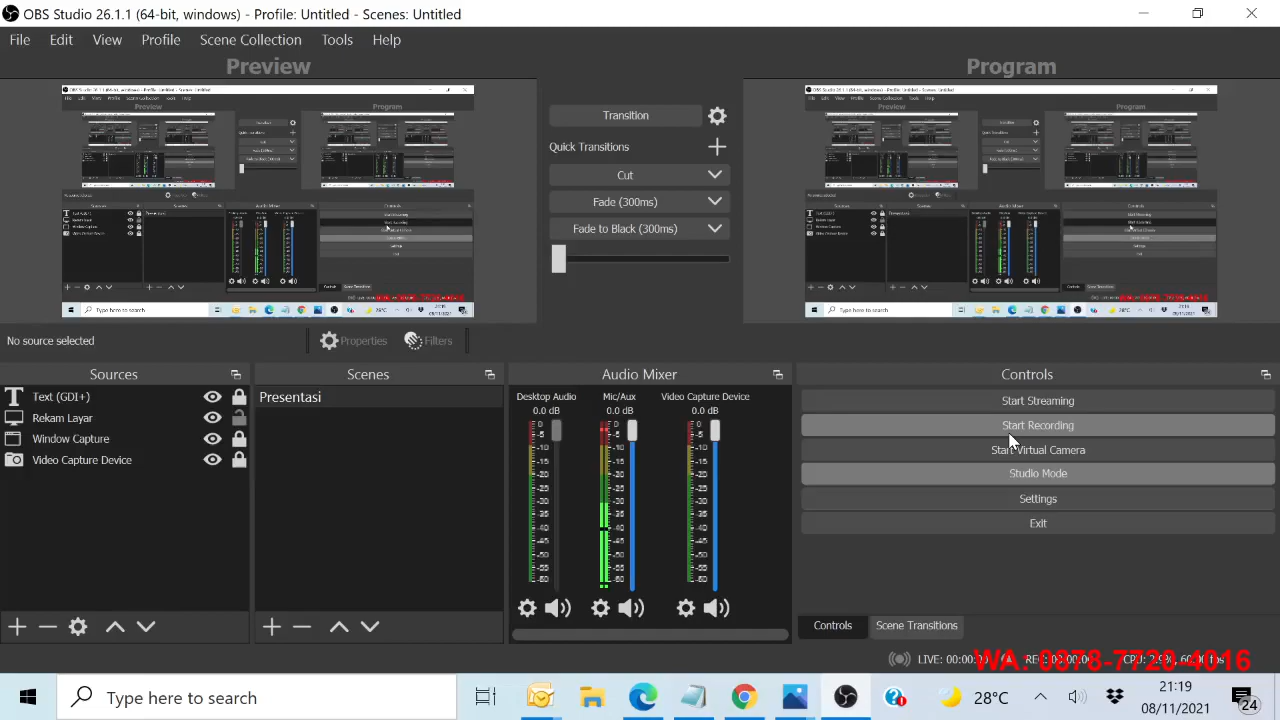 OBS Studio 26.1.1 (64-bit, windows) - Profile: Untitled - Scenes: Untitled
File Edit View Profile Scene Collection Tools Help
Preview
Program
Transition
Quick Transitions
Cut
Fade (300ms)
Fade to Black (300ms)
No source selected
Properties
Filters
Sources
Text (GDI+)
Rekam Layar
Window Capture
Video Capture Device
Scenes
Presentasi
Audio Mixer
Desktop Audio
0.0 dB
Mic/Aux
0.0 dB
Video Capture Device
0.0 dB
Controls
Start Streaming
Start Recording
Start Virtual Camera
Studio Mode
Settings
Exit
Controls
Scene Transitions
WA: 0878-7720-4016
Type here to search
28°C
21:19
08/11/2021
24